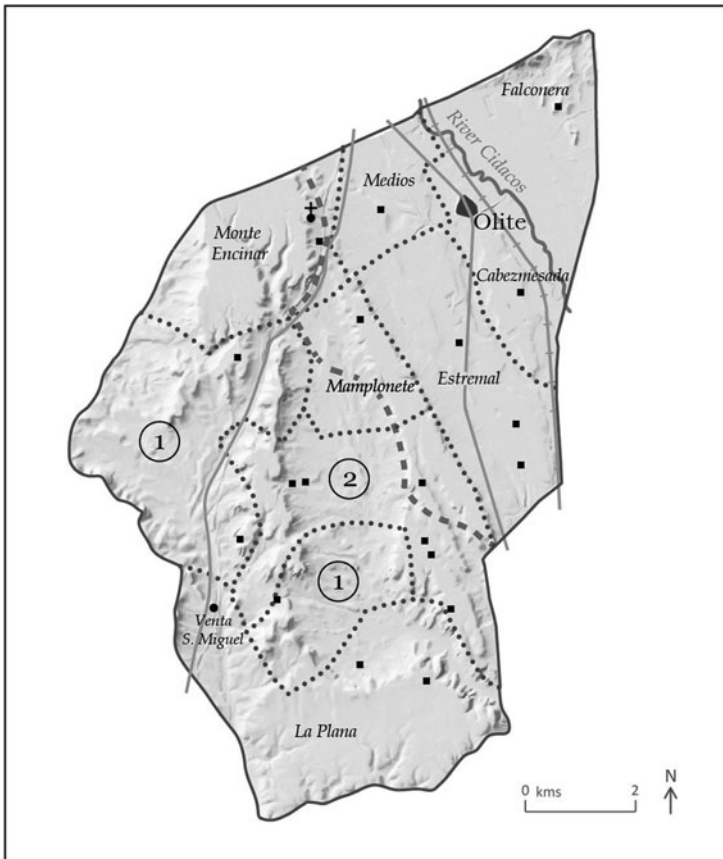 Falconera
River Cidacos
Medios
Olite
Monte
Encinar
Cabezmesada
Mamplonete
Estremal
1
2
1
Venta
S. Miguel
La Plana
N
0 kms 2